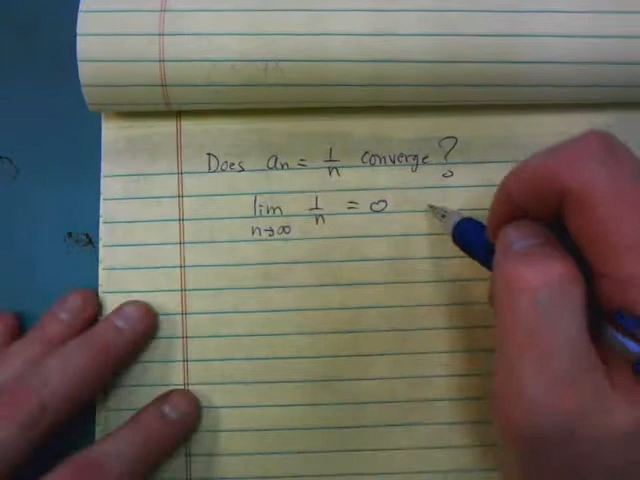 Does an = 1/n converge?
lim n→∞ 1/n = 0